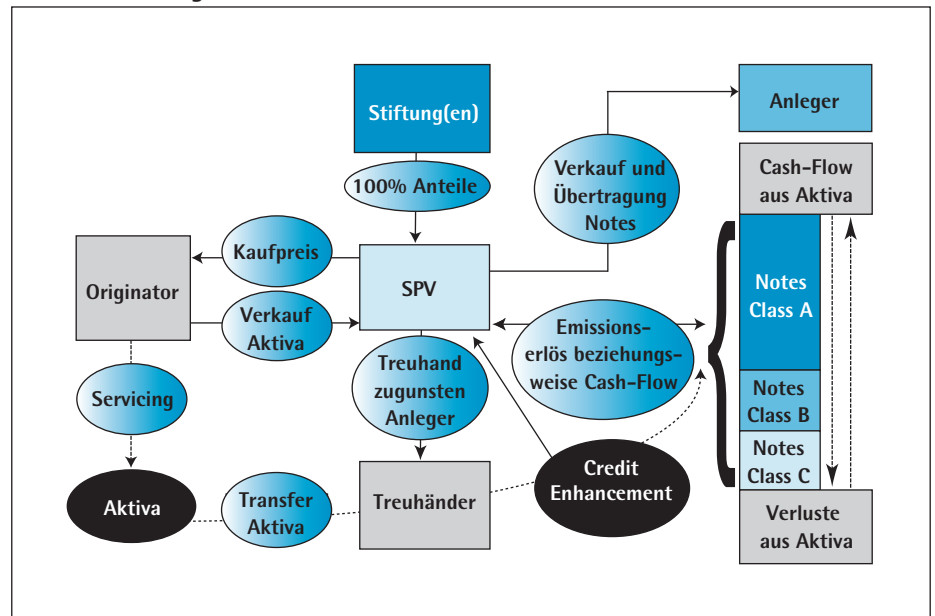 Stiftung(en)
Anleger
100% Anteile
Verkauf und
Übertragung
Notes
Cash-Flow
aus Aktiva
Kaufpreis
Originator
SPV
Verkauf
Aktiva
Notes
Class A
Emissions-
erlös beziehungs-
weise Cash-Flow
Treuhand
zugunsten
Anleger
Servicing
Notes
Class B
Notes
Class C
Credit
Enhancement
Aktiva
Transfer
Aktiva
Treuhänder
Verluste
aus Aktiva